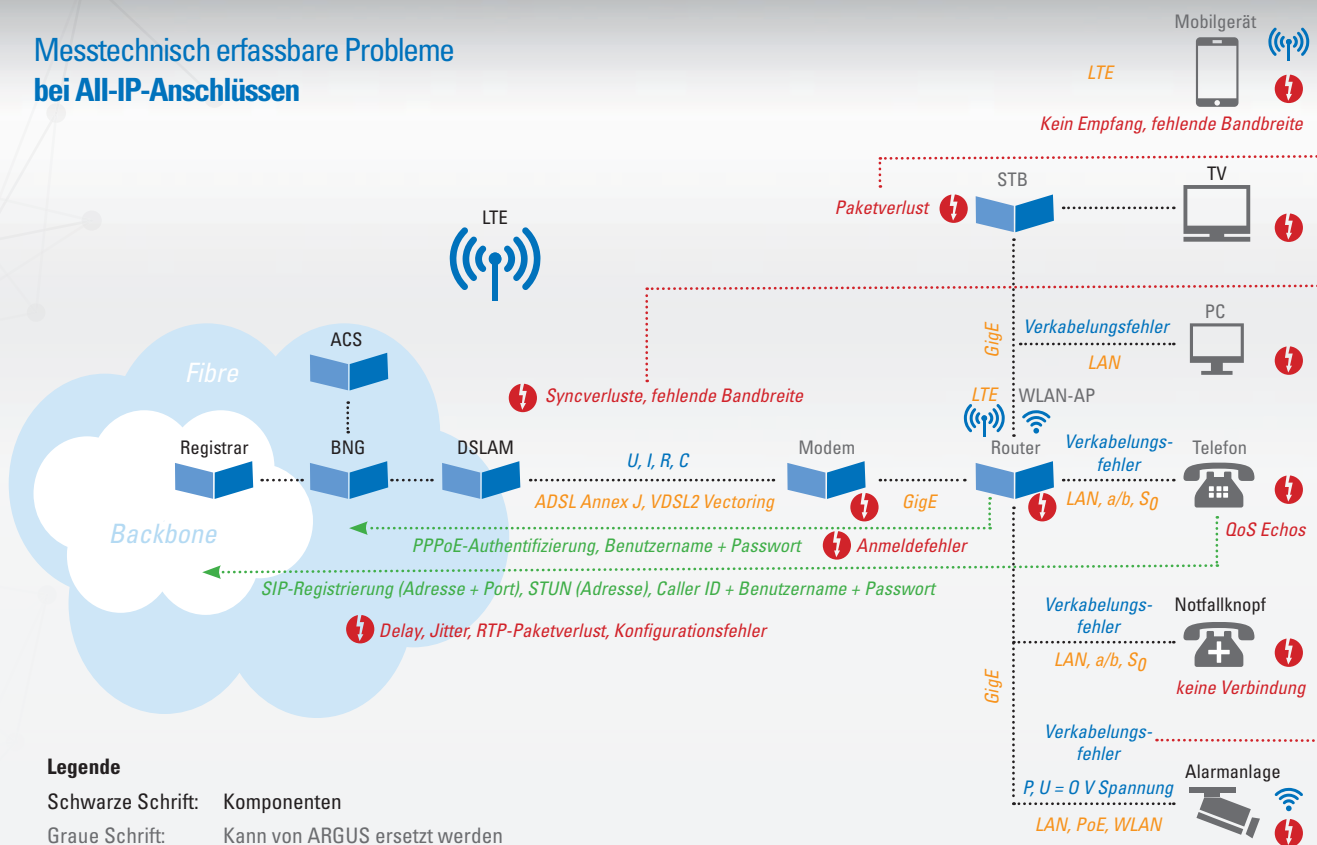 Messtechnisch erfassbare Probleme
bei All-IP-Anschlüssen
Mobilgerät
LTE
Kein Empfang, fehlende Bandbreite
STB
TV
Paketverlust
LTE
PC
Verkabelungsfehler
GigE
LAN
ACS
Fibre
Syncverluste, fehlende Bandbreite
LTE
WLAN-AP
Registrar
BNG
DSLAM
U, I, R, C
Modem
Router
Verkabelungs-
fehler
Telefon
ADSL Annex J, VDSL2 Vectoring
GigE
LAN, a/b, S0
QoS Echos
Backbone
PPPoE-Authentifizierung, Benutzername + Passwort
Anmeldefehler
SIP-Registrierung (Adresse + Port), STUN (Adresse), Caller ID + Benutzername + Passwort
Delay, Jitter, RTP-Paketverlust, Konfigurationsfehler
Verkabelungs-
fehler
Notfallknopf
LAN, a/b, S0
keine Verbindung
GigE
Verkabelungs-
fehler
Alarmanlage
P, U = 0 V Spannung
LAN, PoE, WLAN
Legende
Schwarze Schrift: Komponenten
Graue Schrift: Kann von ARGUS ersetzt werden